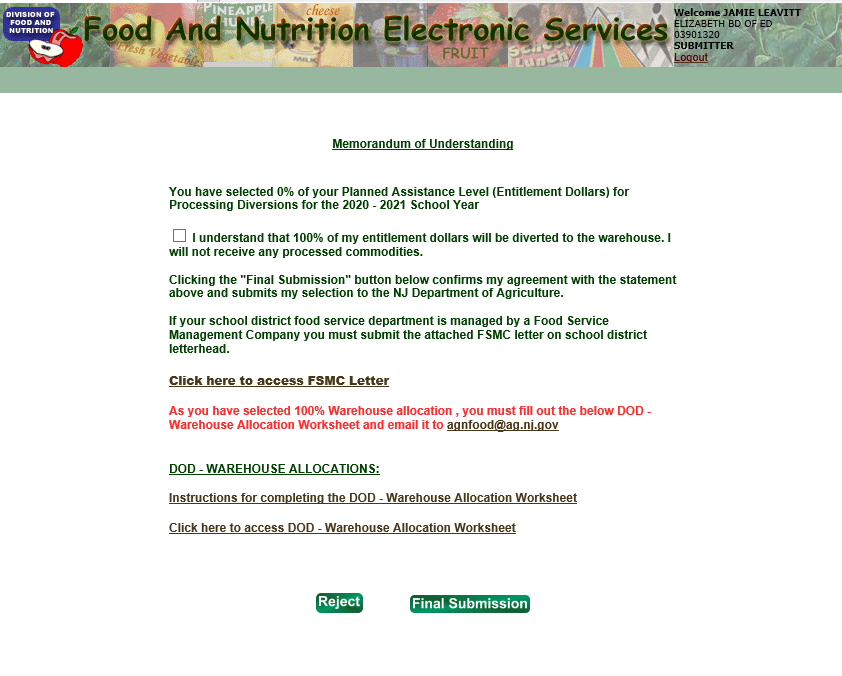 DIVISION OF
FOOD AND
NUTRITION
Food And Nutrition Electronic Services
PINEAPPLE
cheese
Fresh Vegetables
MILK
FRUIT
School
Lunch
Welcome JAMIE LEAVITT
ELIZABETH BD OF ED
03901320
SUBMITTER
Logout
Memorandum of Understanding
You have selected 0% of your Planned Assistance Level (Entitlement Dollars) for
Processing Diversions for the 2020 - 2021 School Year
I understand that 100% of my entitlement dollars will be diverted to the warehouse. I
will not receive any processed commodities.
Clicking the "Final Submission" button below confirms my agreement with the statement
above and submits my selection to the NJ Department of Agriculture.
If your school district food service department is managed by a Food Service
Management Company you must submit the attached FSMC letter on school district
letterhead.
Click here to access FSMC Letter
As you have selected 100% Warehouse allocation , you must fill out the below DOD -
Warehouse Allocation Worksheet and email it to agnfood@ag.nj.gov
DOD - WAREHOUSE ALLOCATIONS:
Instructions for completing the DOD - Warehouse Allocation Worksheet
Click here to access DOD - Warehouse Allocation Worksheet
Reject
Final Submission